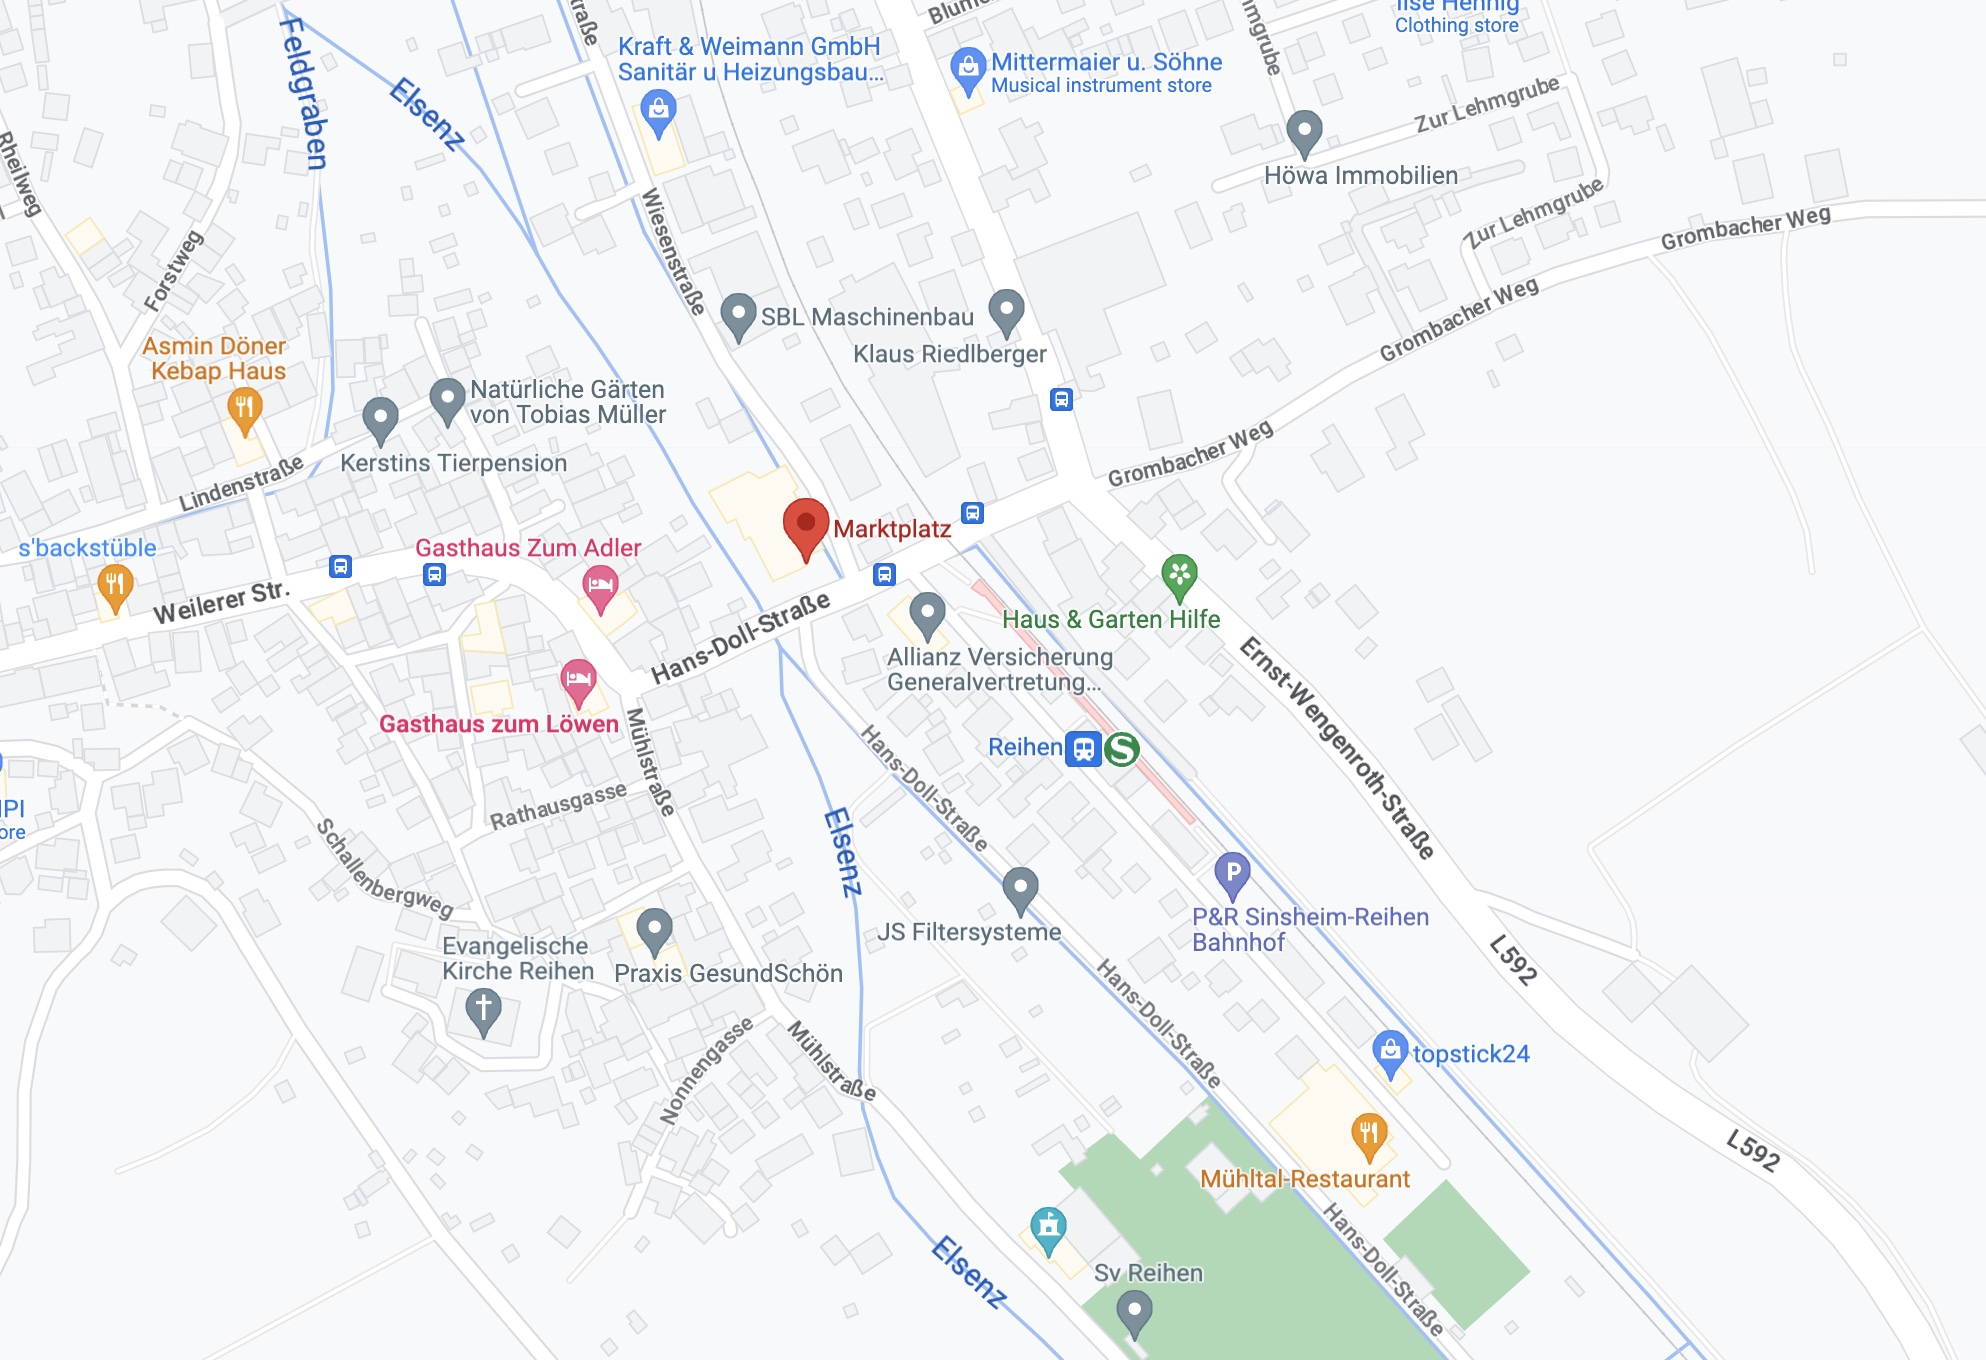 Feldgraben
Elsenz
raße
Kraft & Weimann GmbH
Sanitär u Heizungsbau...
Mittermaier u. Söhne
Musical instrument store
Ilse Hennig
Clothing store
mgrube
Zur Lehmgrube
Höwa Immobilien
Zur Lehmgrube
Grombacher Weg
Rheilweg
Forstweg
Wiesenstraße
SBL Maschinenbau
Klaus Riedlberger
Grombacher Weg
Asmin Döner
Kebap Haus
Natürliche Gärten
von Tobias Müller
Kerstins Tierpension
Lindenstraße
Grombacher Weg
Marktplatz
s'backstüble
Gasthaus Zum Adler
Weilerer Str.
Hans-Doll-Straße
Haus & Garten Hilfe
Allianz Versicherung
Generalvertretung...
Ernst-Wengenroth-Straße
Gasthaus zum Löwen
Mühlstraße
Reihen
S
Hans-Doll-Straße
Rathausgasse
IPI
ore
Schallenbergweg
Elsenz
P
P&R Sinsheim-Reihen
Bahnhof
JS Filtersysteme
L592
Evangelische
Kirche Reihen
Praxis GesundSchön
Hans-Doll-Straße
Nonnengasse
Mühlstraße
topstick24
L592
Mühltal-Restaurant
Elsenz
Sv Reihen
Hans-Doll-Straße